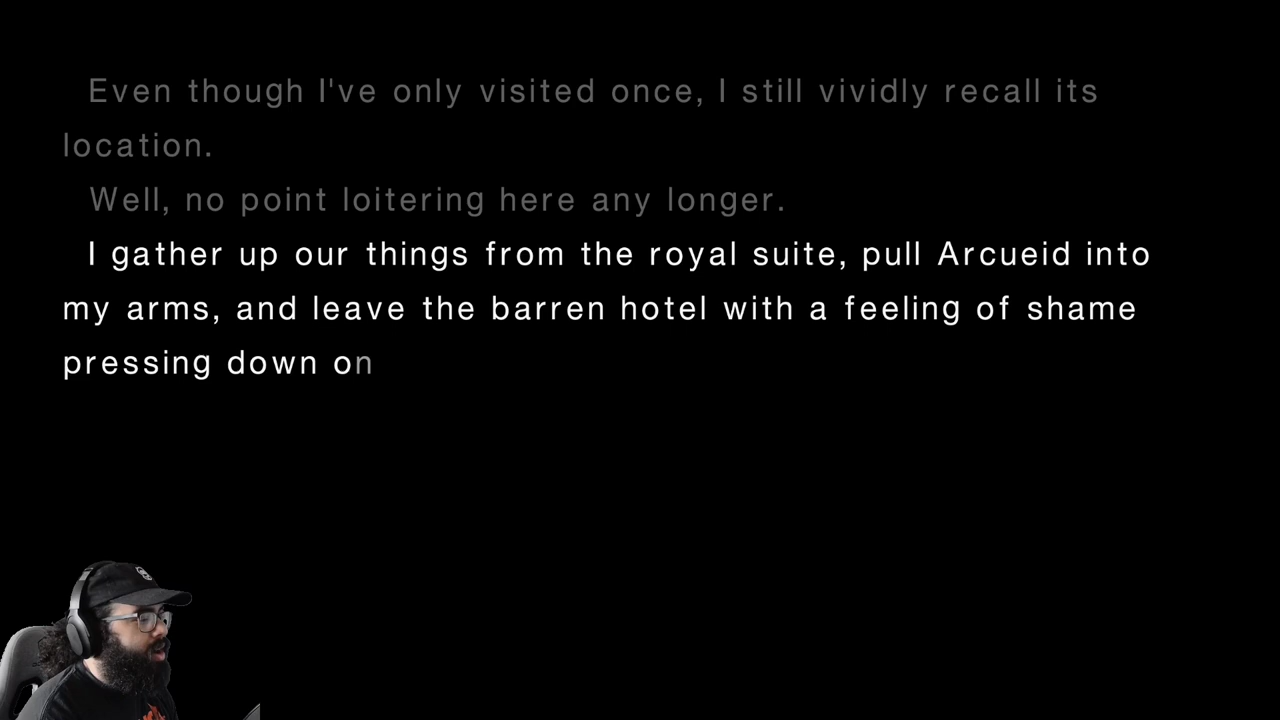 Even though I've only visited once, I still vividly recall its
location.
Well, no point loitering here any longer.
I gather up our things from the royal suite, pull Arcueid into
my arms, and leave the barren hotel with a feeling of shame
pressing down on